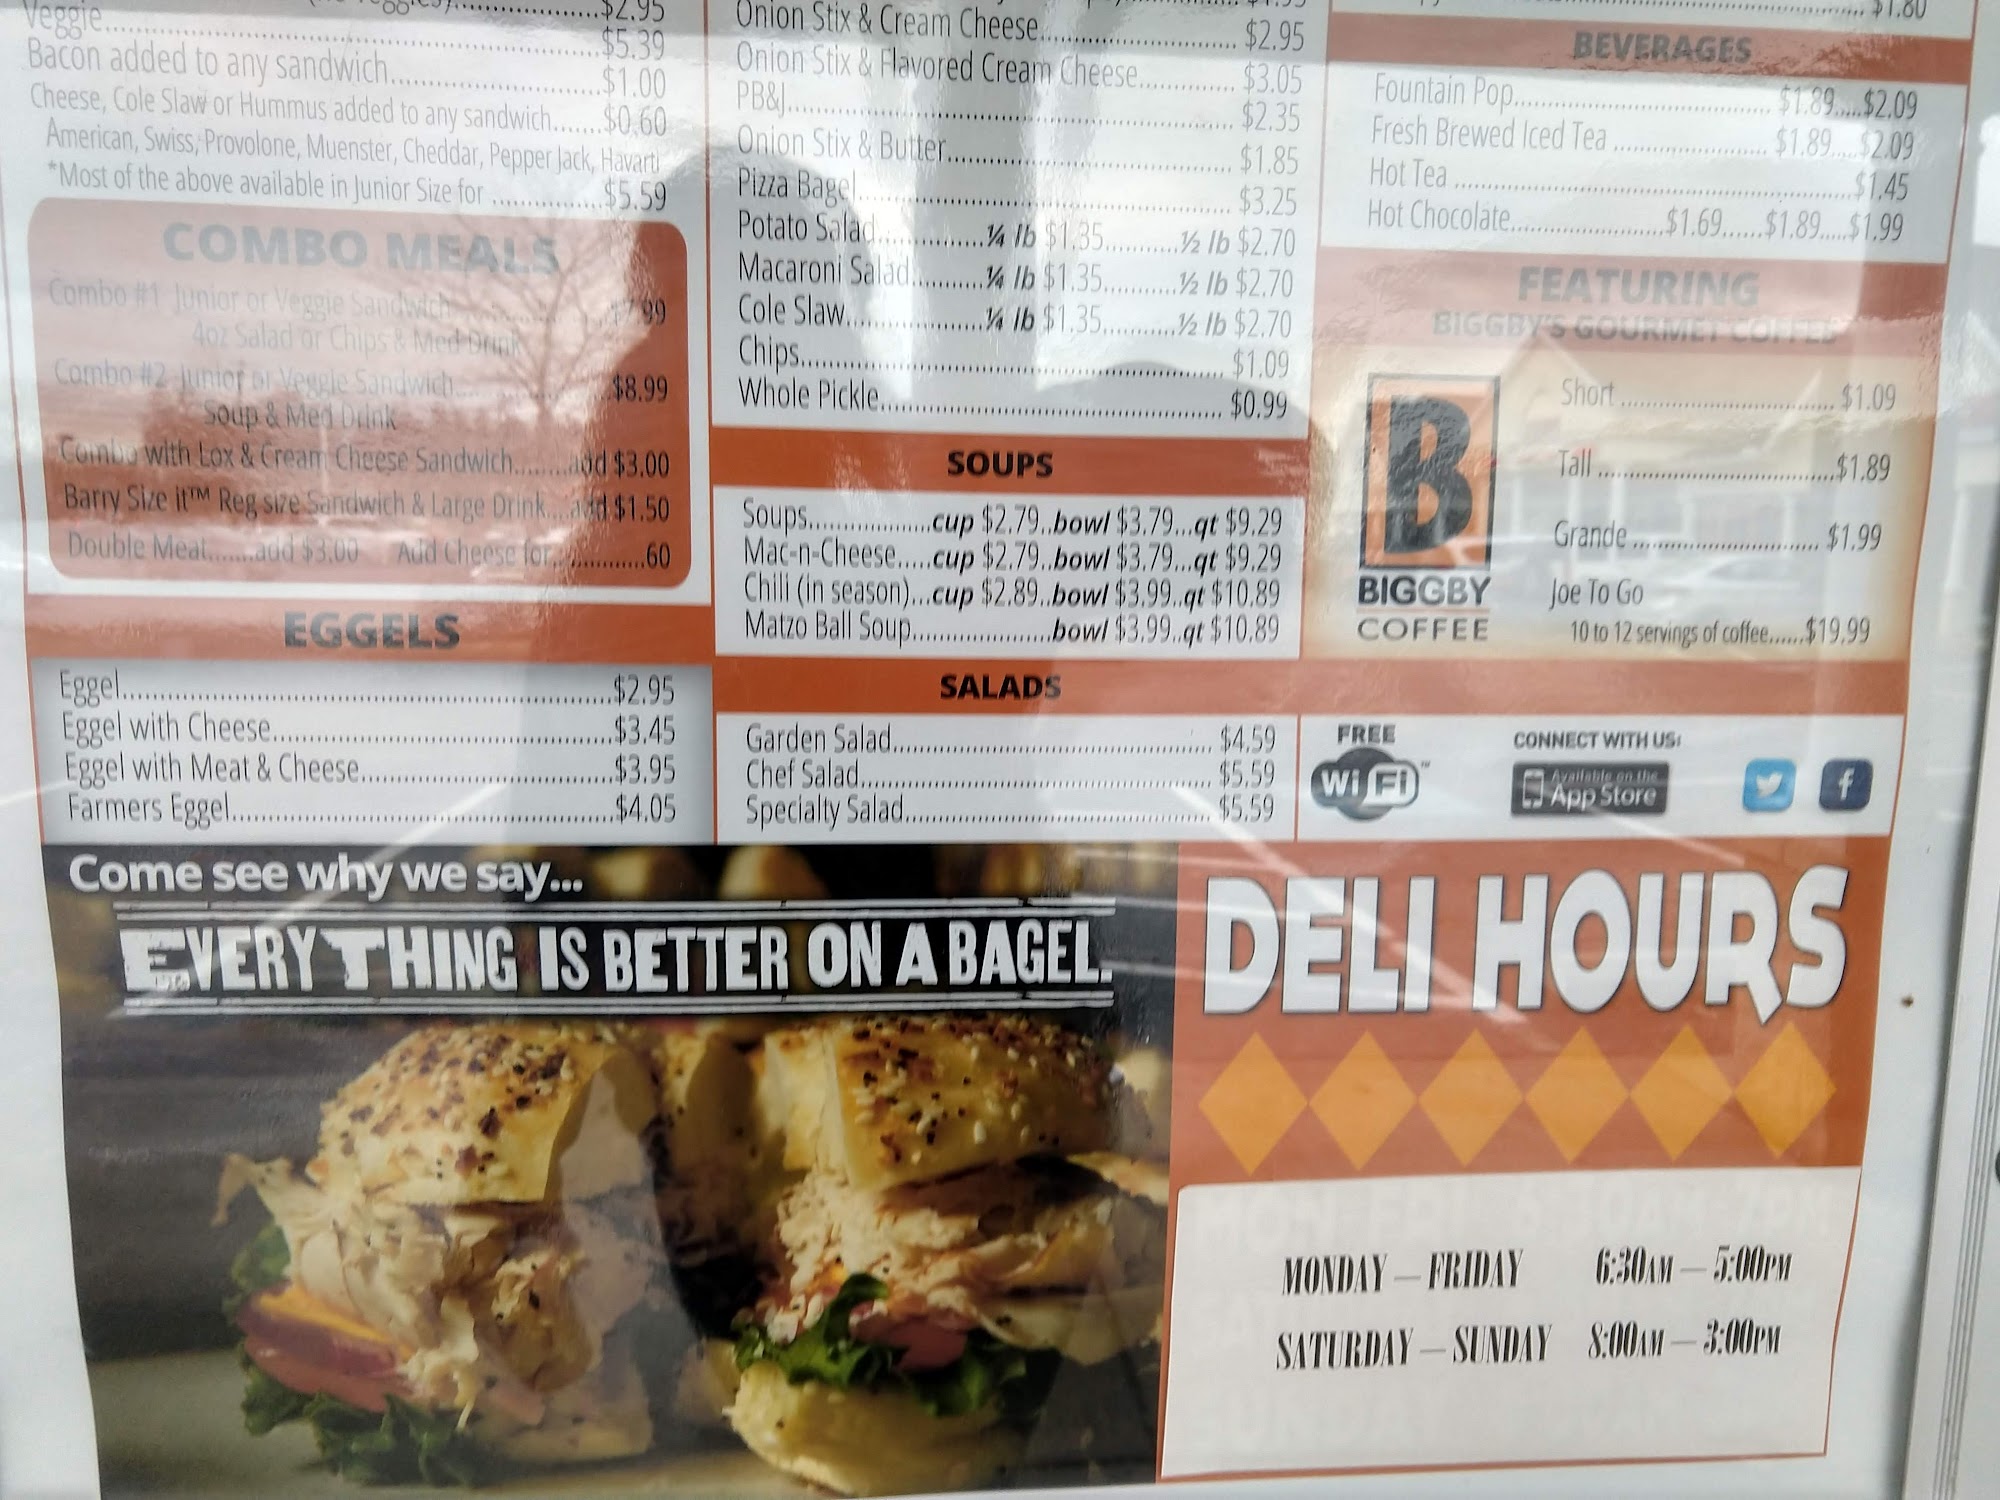 $2.95
Veggie $5.39
Bacon added to any sandwich $1.00
Cheese, Cole Slaw or Hummus added to any sandwich $0.60
American, Swiss, Provolone, Muenster, Cheddar, Pepper Jack, Havarti
*Most of the above available in Junior Size for $5.59
COMBO MEALS
Combo #1 Junior or Veggie Sandwich $7.99
4oz Salad or Chips & Med Drink
Combo #2 Junior or Veggie Sandwich $8.99
Soup & Med Drink
Combo with Lox & Cream Cheese Sandwich add $3.00
Barry Size it™ Reg size Sandwich & Large Drink add $1.50
Double Meat add $3.00 Add Cheese for .60
EGGELS
Eggel $2.95
Eggel with Cheese $3.45
Eggel with Meat & Cheese $3.95
Farmers Eggel $4.05
Onion Stix & Cream Cheese $2.95
Onion Stix & Flavored Cream Cheese $3.05
PB&J $2.35
Onion Stix & Butter $1.85
Pizza Bagel $3.25
Potato Salad ¼ lb $1.35 ½ lb $2.70
Macaroni Salad ¼ lb $1.35 ½ lb $2.70
Cole Slaw ¼ lb $1.35 ½ lb $2.70
Chips $1.09
Whole Pickle $0.99
SOUPS
Soups cup $2.79..bowl $3.79...qt $9.29
Mac-n-Cheese cup $2.79..bowl $3.79...qt $9.29
Chili (in season)...cup $2.89..bowl $3.99..qt $10.89
Matzo Ball Soup bowl $3.99..qt $10.89
SALADS
Garden Salad $4.59
Chef Salad $5.59
Specialty Salad $5.59
$1.80
BEVERAGES
Fountain Pop $1.89 $2.09
Fresh Brewed Iced Tea $1.89 $2.09
Hot Tea $1.45
Hot Chocolate $1.69 $1.89 $1.99
FEATURING
BIGGBY'S GOURMET COFFEE
B
BIGGBY
COFFEE
Short $1.09
Tall $1.89
Grande $1.99
Joe To Go
10 to 12 servings of coffee $19.99
FREE
Wi Fi™
CONNECT WITH US:
Available on the
App Store
f
Come see why we say...
EVERYTHING IS BETTER ON A BAGEL.
DELI HOURS
MONDAY — FRIDAY 6:30AM — 5:00PM
SATURDAY — SUNDAY 8:00AM — 3:00PM